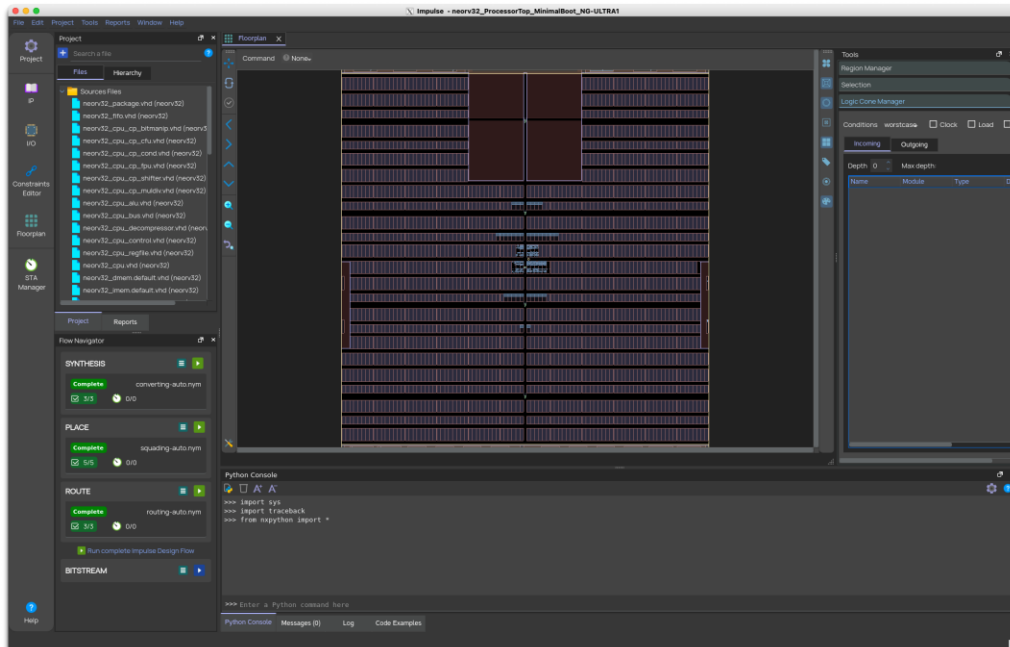 Impulse - neorv32_ProcessorTop_MinimalBoot_NG-ULTRA1
File Edit Project Tools Reports Window Help
Project
IP
I/O
Constraints
Editor
Floorplan
STA
Manager
Help
Project
Search a file
Files Hierarchy
Sources Files
neorv32_package.vhd (neorv32)
neorv32_fifo.vhd (neorv32)
neorv32_cpu_cp_bitmanip.vhd (neorv3
neorv32_cpu_cp_cfu.vhd (neorv32)
neorv32_cpu_cp_cond.vhd (neorv32)
neorv32_cpu_cp_fpu.vhd (neorv32)
neorv32_cpu_cp_shifter.vhd (neorv32)
neorv32_cpu_cp_muldiv.vhd (neorv32)
neorv32_cpu_alu.vhd (neorv32)
neorv32_cpu_bus.vhd (neorv32)
neorv32_cpu_decompressor.vhd (neorv
neorv32_cpu_control.vhd (neorv32)
neorv32_cpu_regfile.vhd (neorv32)
neorv32_cpu.vhd (neorv32)
neorv32_dmem.default.vhd (neorv32)
neorv32_imem.default.vhd (neorv32)
Project Reports
Flow Navigator
SYNTHESIS
Complete converting-auto.nym
3/3 0/0
PLACE
Complete squading-auto.nym
5/5 0/0
ROUTE
Complete routing-auto.nym
3/3 0/0
Run complete Impulse Design Flow
BITSTREAM
Floorplan X
Command None
Python Console
>>> import sys
>>> import traceback
>>> from nxpython import *
>>> Enter a Python command here
Python Console Messages (0) Log Code Examples
Tools
Region Manager
Selection
Logic Cone Manager
Conditions worstcase Clock Load
Incoming Outgoing
Depth 0 Max depth:
Name Module Type D